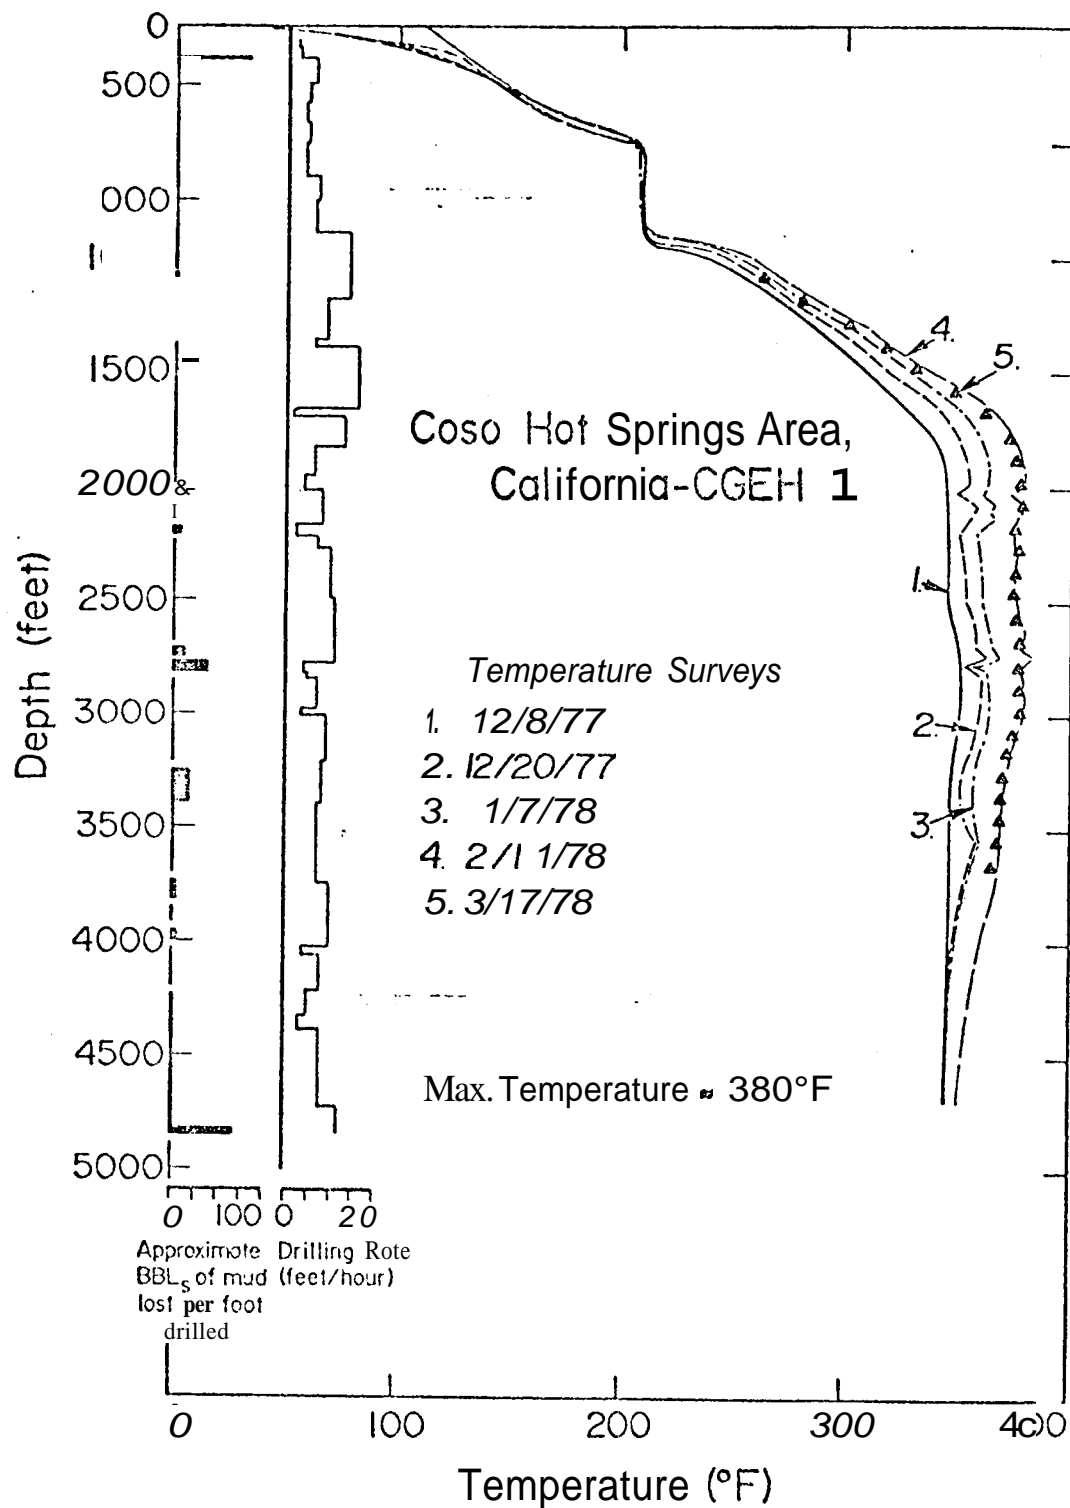 0
500
000
1500
2000
2500
3000
3500
4000
4500
5000
Depth (feet)
Coso Hot Springs Area,
California-CGEH 1
4.
5.
1.
2.
3.
Temperature Surveys
1. 12/8/77
2. 12/20/77
3. 1/7/78
4. 2/11/78
5. 3/17/78
Max. Temperature ≈ 380°F
0 100 0 20
Approximate Drilling Rote
BBLs of mud (feet/hour)
lost per foot
drilled
0 100 200 300 400
Temperature (°F)